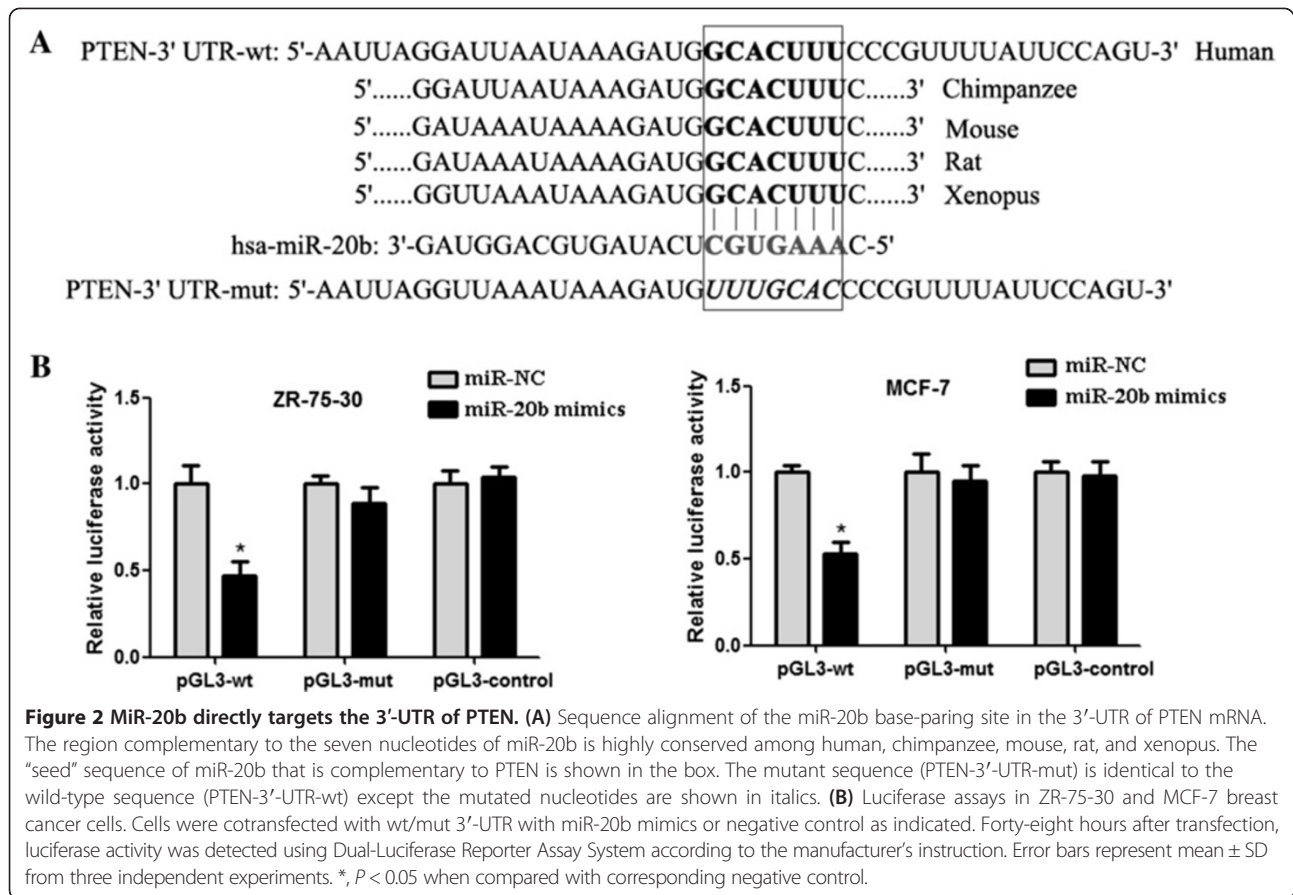 A
PTEN-3' UTR-wt: 5'-AAUUAGGAUUAAUAAAGAUGGCACUUUCCCGUUUUAUUCCAGU-3' Human
5'......GGAUUAAUAAAGAUGGCACUUUC......3' Chimpanzee
5'......GAUAAAUAAAGAUGGCACUUUC......3' Mouse
5'......GAUAAAUAAAGAUGGCACUUUC......3' Rat
5'......GGUUAAUAAAGAUGGCACUUUC......3' Xenopus
hsa-miR-20b: 3'-GAUGGACGUGAUACUCGUGAAAC-5'
PTEN-3' UTR-mut: 5'-AAUUAGGUUAAAUAAAGAUGUUUGCACCCCGUUUUAUUCCAGU-3'
B
ZR-75-30
miR-NC
miR-20b mimics
Relative luciferase activity
1.5
1.0
0.5
0.0
*
pGL3-wt pGL3-mut pGL3-control
MCF-7
miR-NC
miR-20b mimics
Relative luciferase activity
1.5
1.0
0.5
0.0
*
pGL3-wt pGL3-mut pGL3-control
Figure 2 MiR-20b directly targets the 3′-UTR of PTEN. (A) Sequence alignment of the miR-20b base-paring site in the 3′-UTR of PTEN mRNA.
The region complementary to the seven nucleotides of miR-20b is highly conserved among human, chimpanzee, mouse, rat, and xenopus. The
“seed” sequence of miR-20b that is complementary to PTEN is shown in the box. The mutant sequence (PTEN-3′-UTR-mut) is identical to the
wild-type sequence (PTEN-3′-UTR-wt) except the mutated nucleotides are shown in italics. (B) Luciferase assays in ZR-75-30 and MCF-7 breast
cancer cells. Cells were cotransfected with wt/mut 3′-UTR with miR-20b mimics or negative control as indicated. Forty-eight hours after transfection,
luciferase activity was detected using Dual-Luciferase Reporter Assay System according to the manufacturer’s instruction. Error bars represent mean ± SD
from three independent experiments. *, P < 0.05 when compared with corresponding negative control.